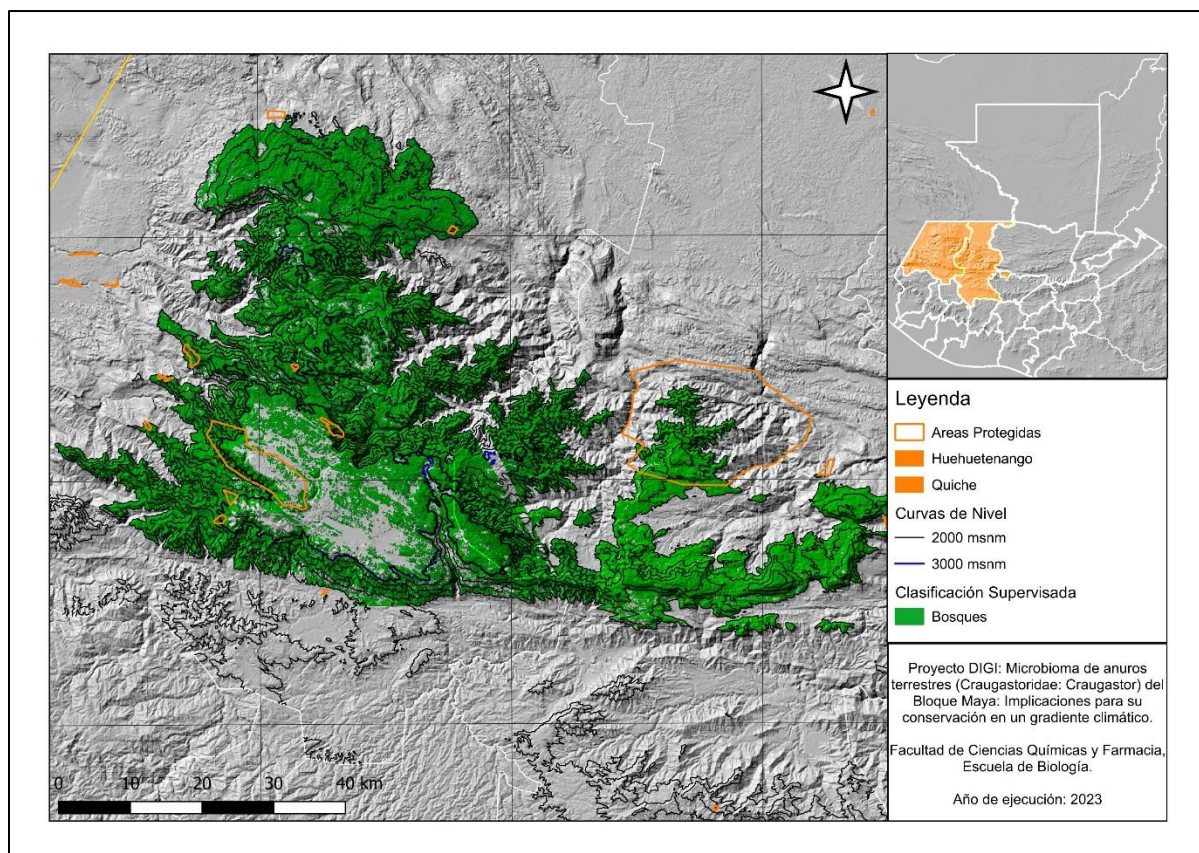 Leyenda
Areas Protegidas
Huehuetenango
Quiche
Curvas de Nivel
2000 msnm
3000 msnm
Clasificación Supervisada
Bosques
Proyecto DIGI: Microbioma de anuros
terrestres (Craugastoridae: Craugastor) del
Bloque Maya: Implicaciones para su
conservación en un gradiente climático.
Facultad de Ciencias Químicas y Farmacia,
Escuela de Biología.
Año de ejecución: 2023
0 10 20 30 40 km